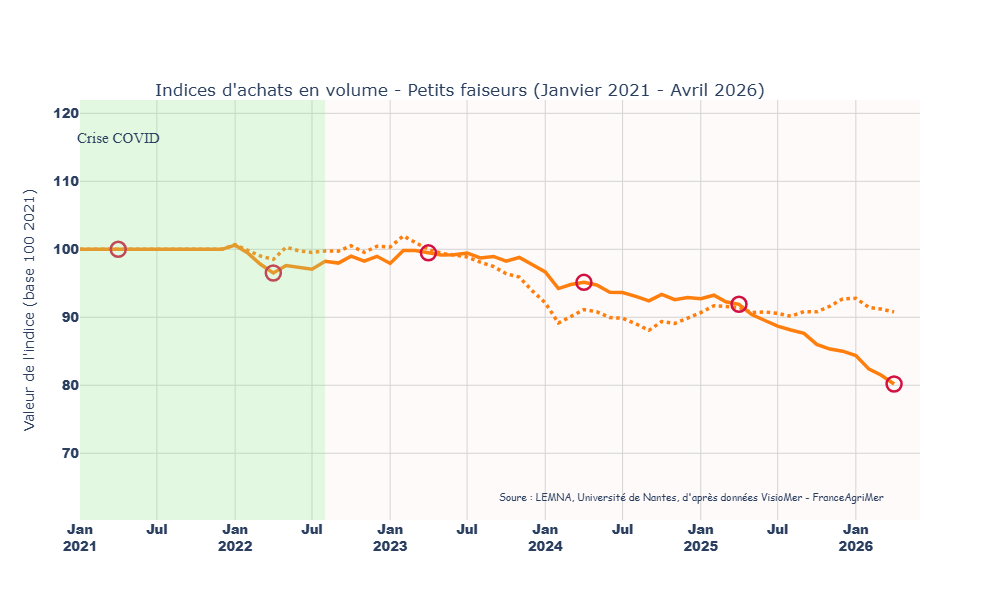 Indices d'achats en volume - Petits faiseurs (Janvier 2021 - Avril 2026)
120
Crise COVID
110
100
90
80
70
Valeur de l'indice (base 100 2021)
Soure : LEMNA, Université de Nantes, d'après données VisioMer - FranceAgriMer
Jan Jul Jan Jul Jan Jul Jan Jul Jan Jul Jan
2021 2022 2023 2024 2025 2026